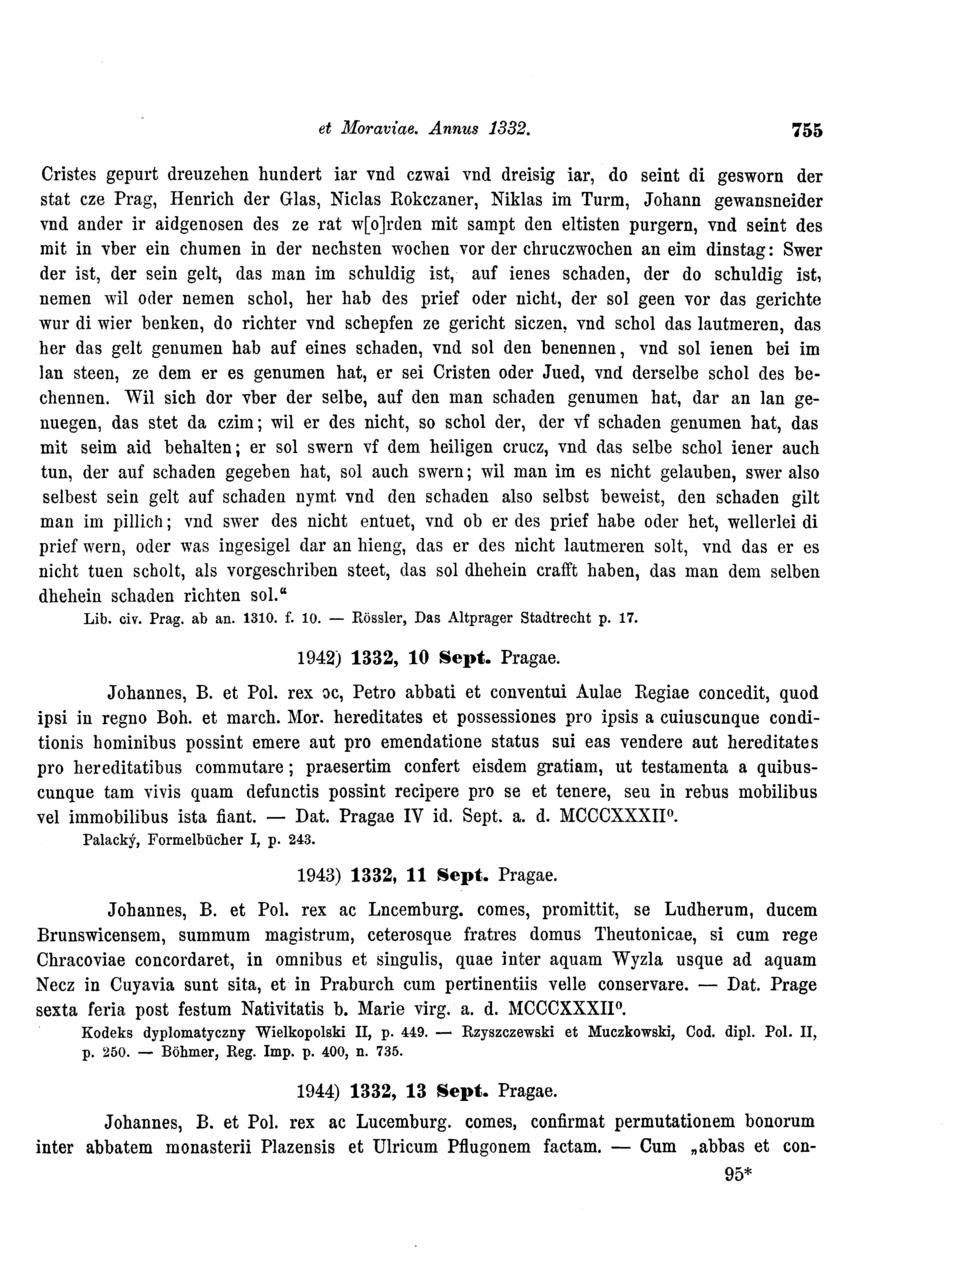 et Moraviae. Annus 1332. 755
Cristes gepurt dreuzehen hundert iar vnd czwai vnd dreisig iar, do seint di gesworn der
stat cze Prag, Henrich der Glas, Niclas Rokczaner, Niklas im Turm, Johann gewansneider
vnd ander ir aidgenosen des ze rat w[o]rden mit sampt den eltisten purgern, vnd seint des
mit in vber ein chumen in der nechsten wochen vor der chruczwochen an eim dinstag: Swer
der ist, der sein gelt, das man im schuldig ist, auf ienes schaden, der do schuldig ist,
nemen wil oder nemen schol, her hab des prief oder nicht, der sol geen vor das gerichte
wur di wier benken, do richter vnd schepfen ze gericht siczen, vnd schol das lautmeren, das
her das gelt genumen hab auf eines schaden, vnd sol den benennen, vnd sol ienen bei im
lan steen, ze dem er es genumen hat, er sei Cristen oder Jued, vnd derselbe schol des be-
chennen. Wil sich dor vber der selbe, auf den man schaden genumen hat, dar an lan ge-
nuegen, das stet da czim; wil er des nicht, so schol der, der vf schaden genumen hat, das
mit seim aid behalten; er sol swern vf dem heiligen crucz, vnd das selbe schol iener auch
tun, der auf schaden gegeben hat, sol auch swern; wil man im es nicht gelauben, swer also
selbest sein gelt auf schaden nymt vnd den schaden also selbst beweist, den schaden gilt
man im pillich; vnd swer des nicht entuet, vnd ob er des prief habe oder het, wellerlei di
prief wern, oder was ingesigel dar an hieng, das er des nicht lautmeren solt, vnd das er es
nicht tuen scholt, als vorgeschriben steet, das sol dhehein crafft haben, das man dem selben
dhehein schaden richten sol.“
Lib. civ. Prag. ab an. 1310. f. 10. — Rössler, Das Altprager Stadtrecht p. 17.
1942) 1332, 10 Sept. Pragae.
Johannes, B. et Pol. rex ɔc, Petro abbati et conventui Aulae Regiae concedit, quod
ipsi in regno Boh. et march. Mor. hereditates et possessiones pro ipsis a cuiuscunque condi-
tionis hominibus possint emere aut pro emendatione status sui eas vendere aut hereditates
pro hereditatibus commutare; praesertim confert eisdem gratiam, ut testamenta a quibus-
cunque tam vivis quam defunctis possint recipere pro se et tenere, seu in rebus mobilibus
vel immobilibus ista fiant. — Dat. Pragae IV id. Sept. a. d. MCCCXXXIIº.
Palacký, Formelbücher I, p. 243.
1943) 1332, 11 Sept. Pragae.
Johannes, B. et Pol. rex ac Lncemburg. comes, promittit, se Ludherum, ducem
Brunswicensem, summum magistrum, ceterosque fratres domus Theutonicae, si cum rege
Chracoviae concordaret, in omnibus et singulis, quae inter aquam Wyzla usque ad aquam
Necz in Cuyavia sunt sita, et in Praburch cum pertinentiis velle conservare. — Dat. Prage
sexta feria post festum Nativitatis b. Marie virg. a. d. MCCCXXXIIº.
Kodeks dyplomatyczny Wielkopolski II, p. 449. — Rzyszczewski et Muczkowski, Cod. dipl. Pol. II,
p. 250. — Böhmer, Reg. Imp. p. 400, n. 735.
1944) 1332, 13 Sept. Pragae.
Johannes, B. et Pol. rex ac Lucemburg. comes, confirmat permutationem bonorum
inter abbatem monasterii Plazensis et Ulricum Pflugonem factam. — Cum „abbas et con-
95*